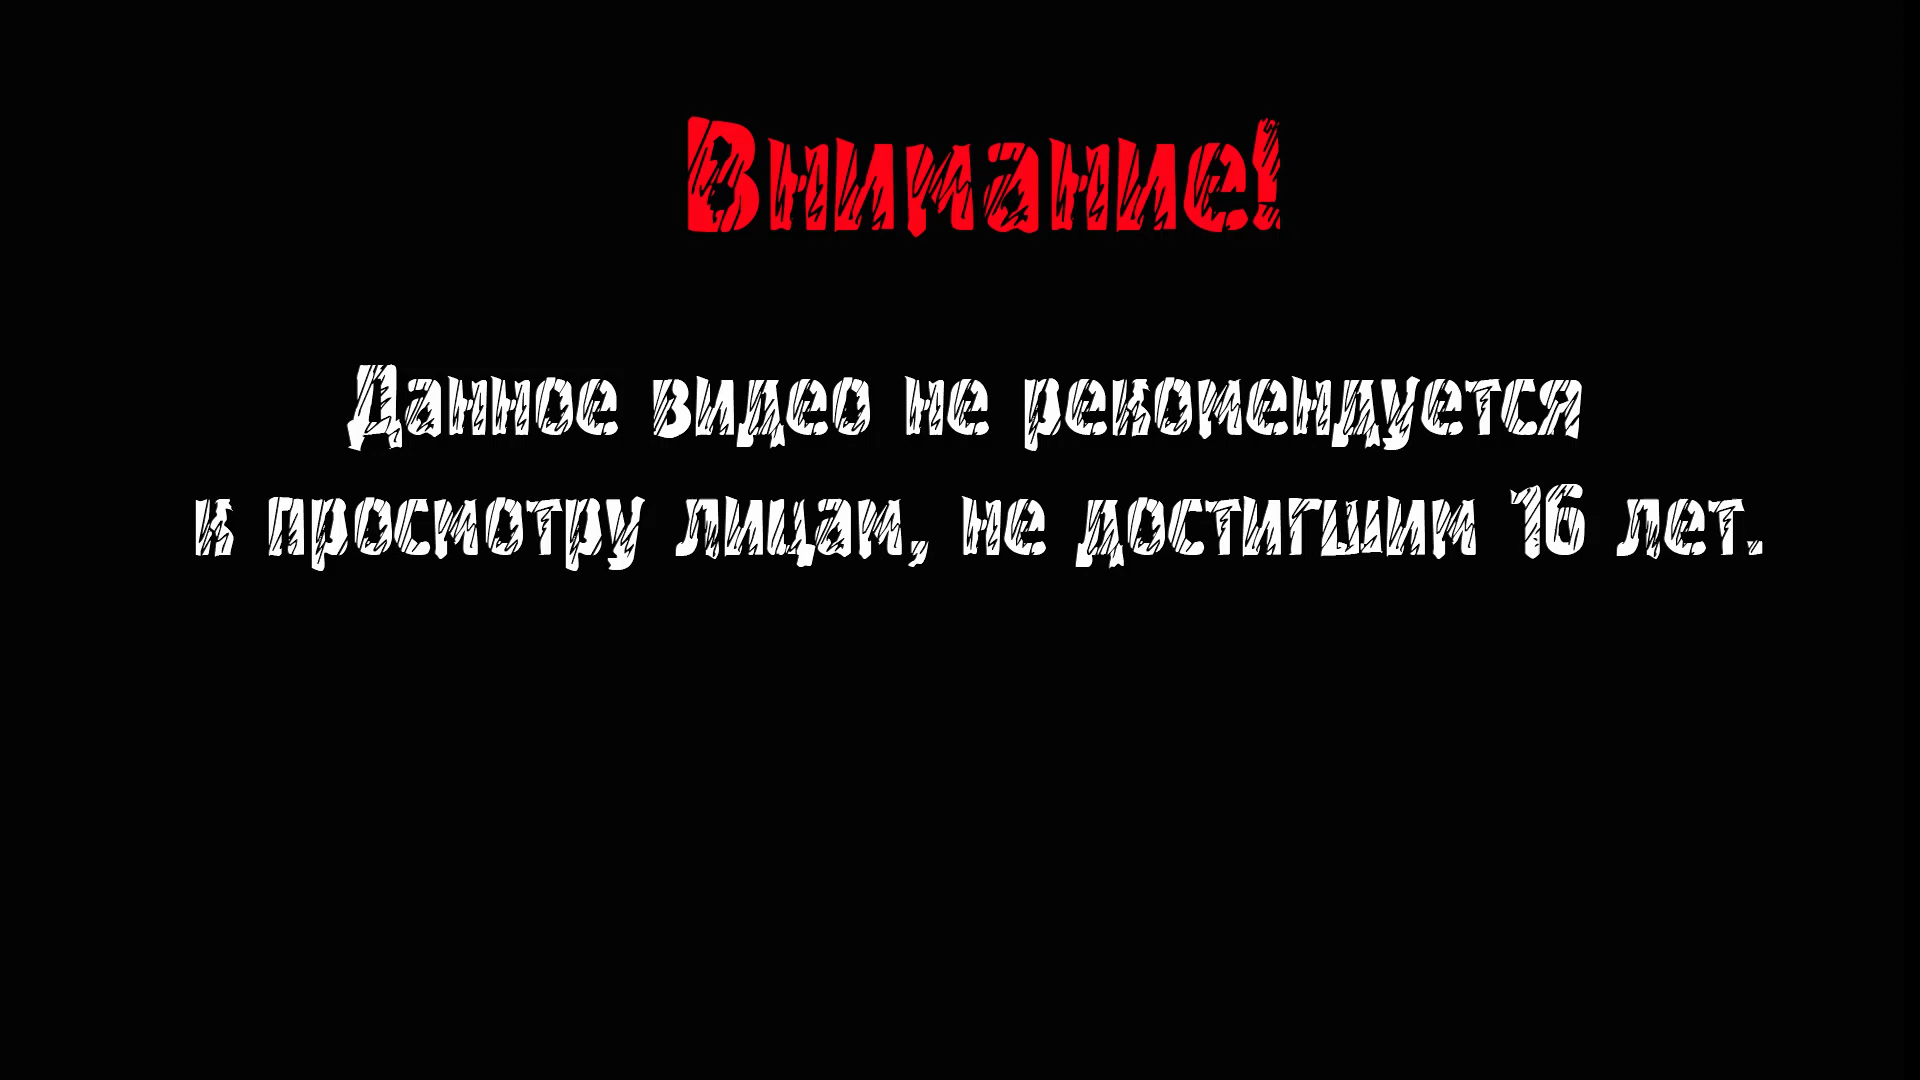 Внимание!
Данное видео не рекомендуется
к просмотру лицам, не достигшим 16 лет.